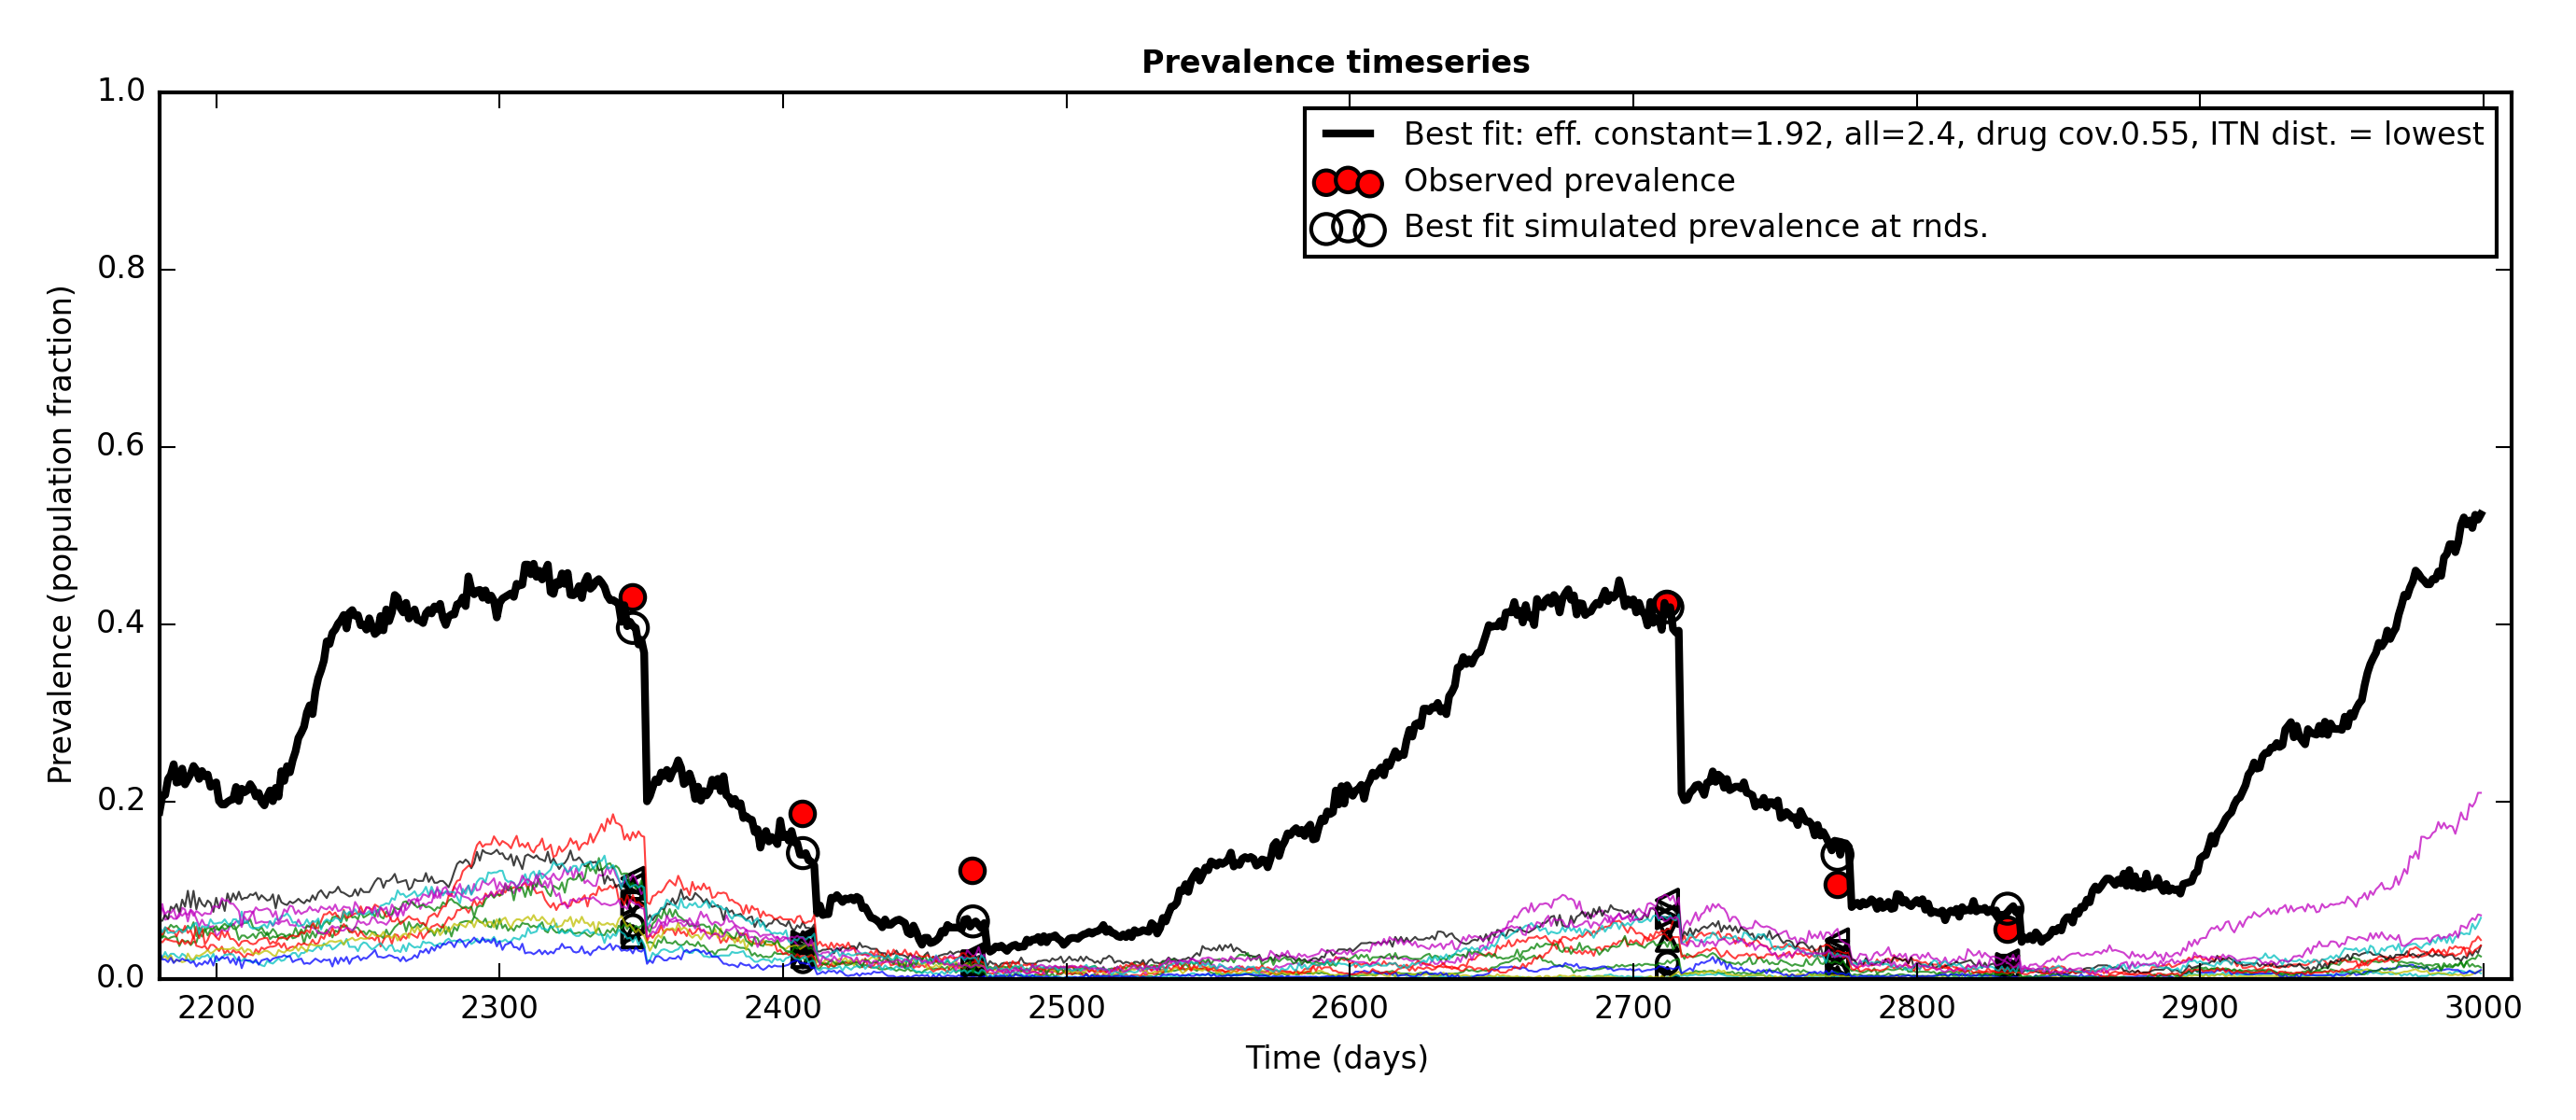 Prevalence timeseries
1.0
0.8
0.6
0.4
0.2
0.0
Prevalence (population fraction)
Best fit: eff. constant=1.92, all=2.4, drug cov.0.55, ITN dist. = lowest
Observed prevalence
Best fit simulated prevalence at rnds.
2200 2300 2400 2500 2600 2700 2800 2900 3000
Time (days)